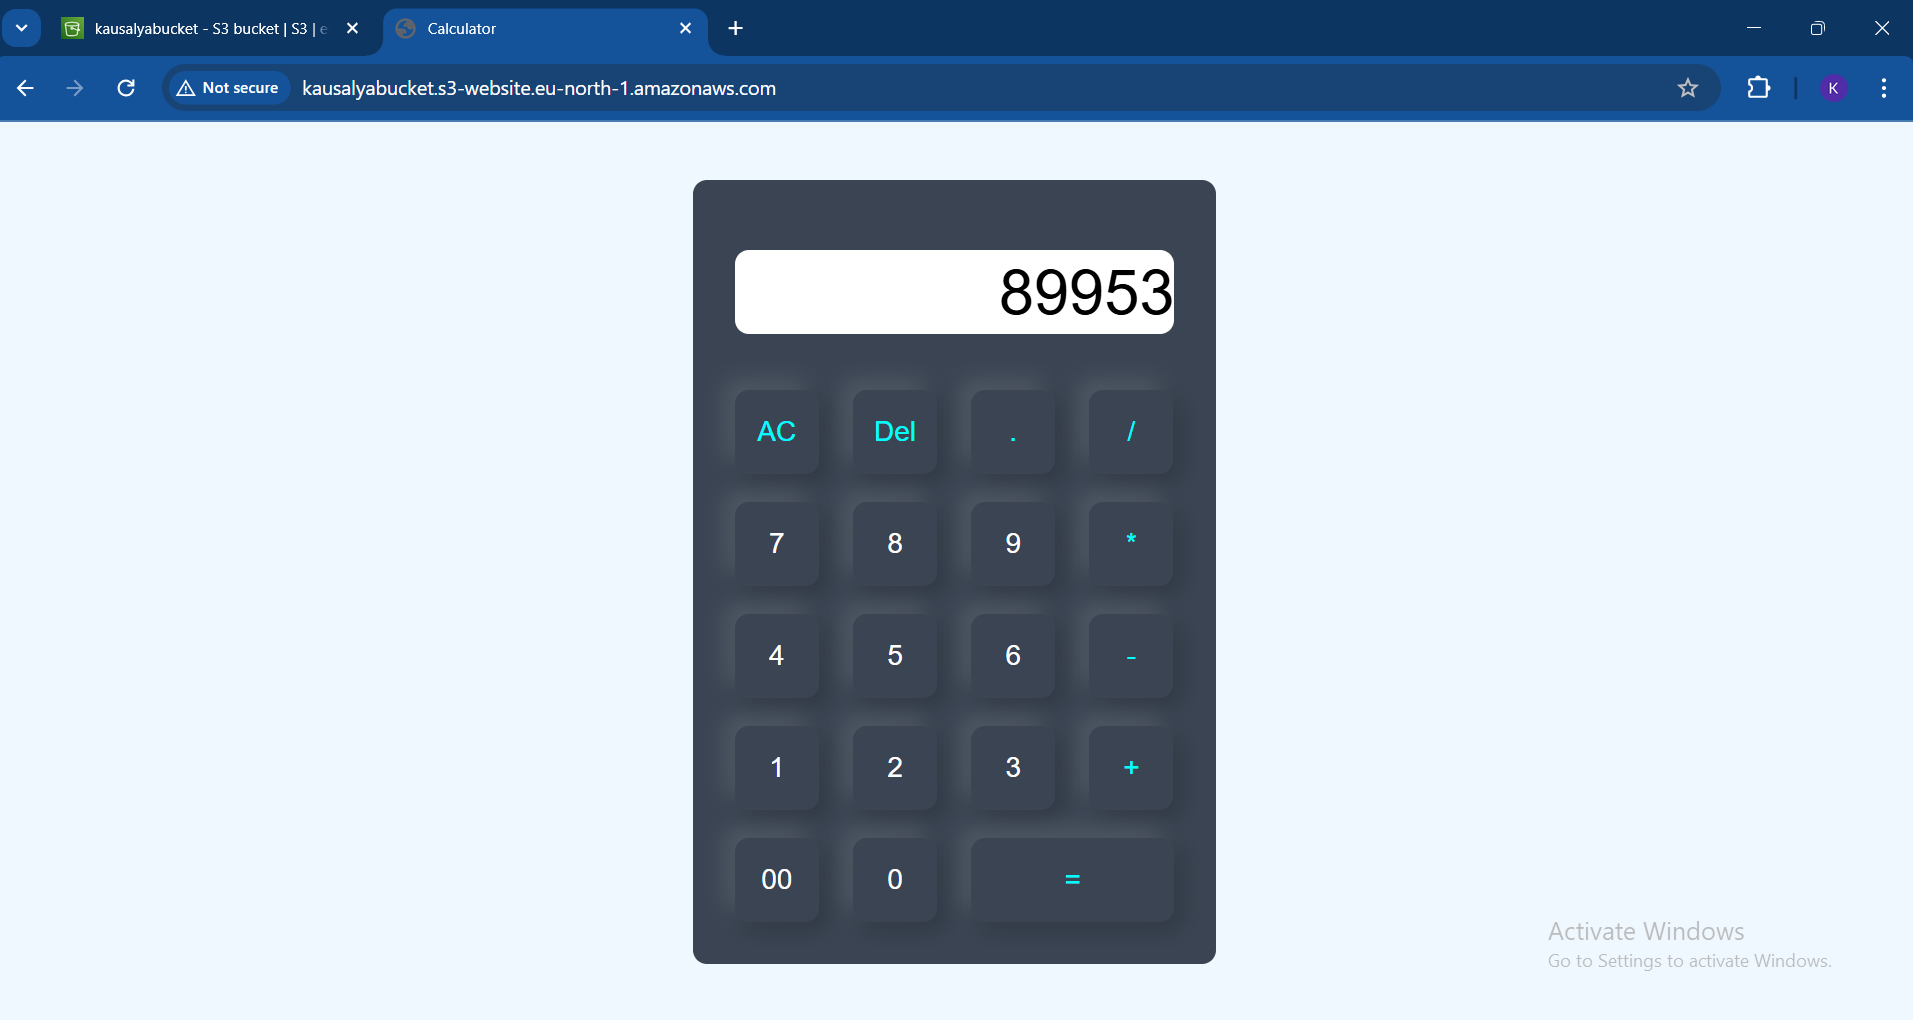 kausalyabucket - S3 bucket | S3 | e
Calculator
Not secure
kausalyabucket.s3-website.eu-north-1.amazonaws.com
K
89953
AC Del . /
7 8 9 *
4 5 6 -
1 2 3 +
00 0 =
Activate Windows
Go to Settings to activate Windows.